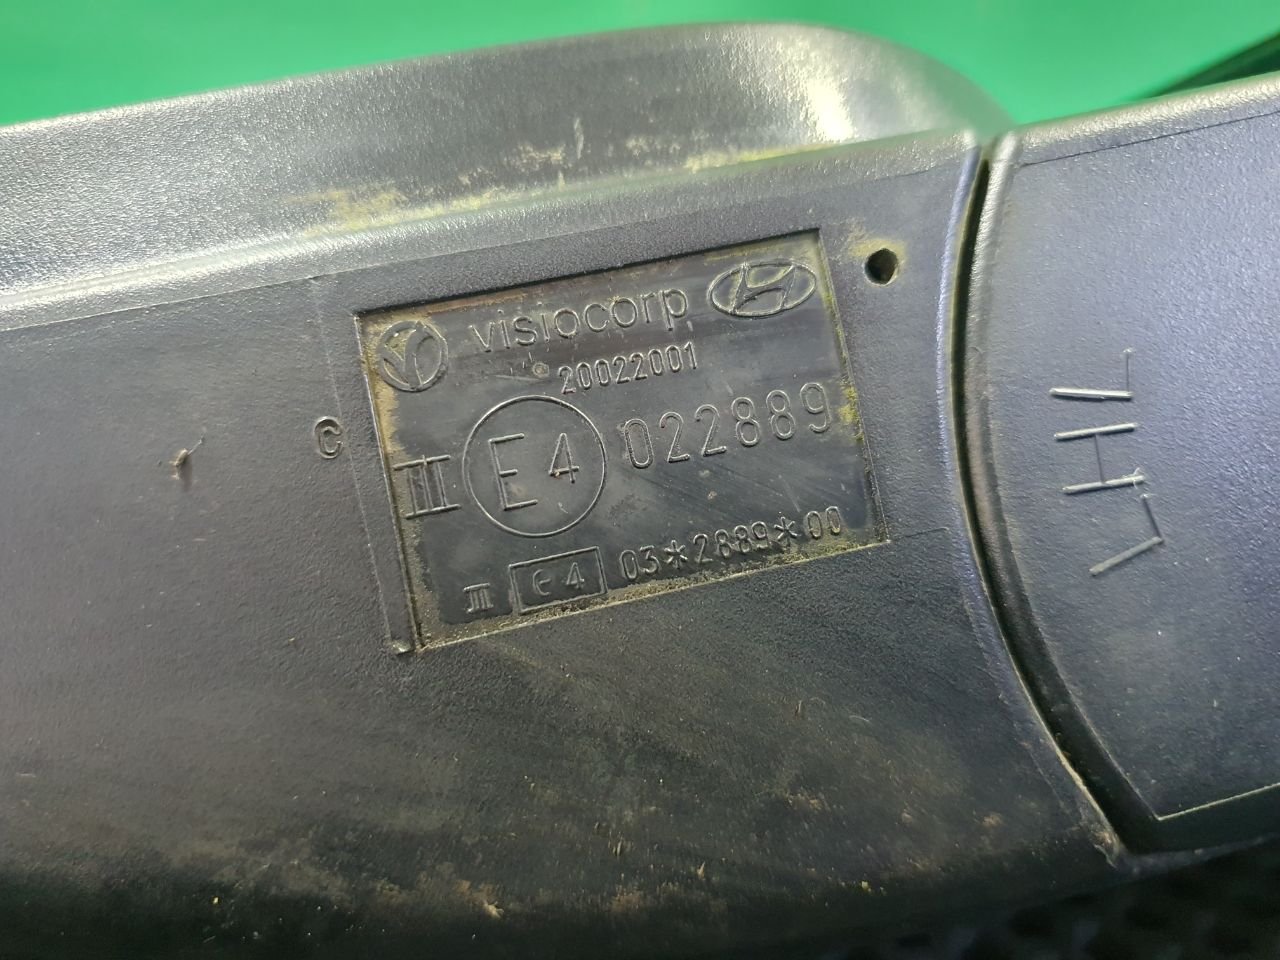 visiocorp
20022001
C
III E4 022889
III e4 03*2889*00
LHL